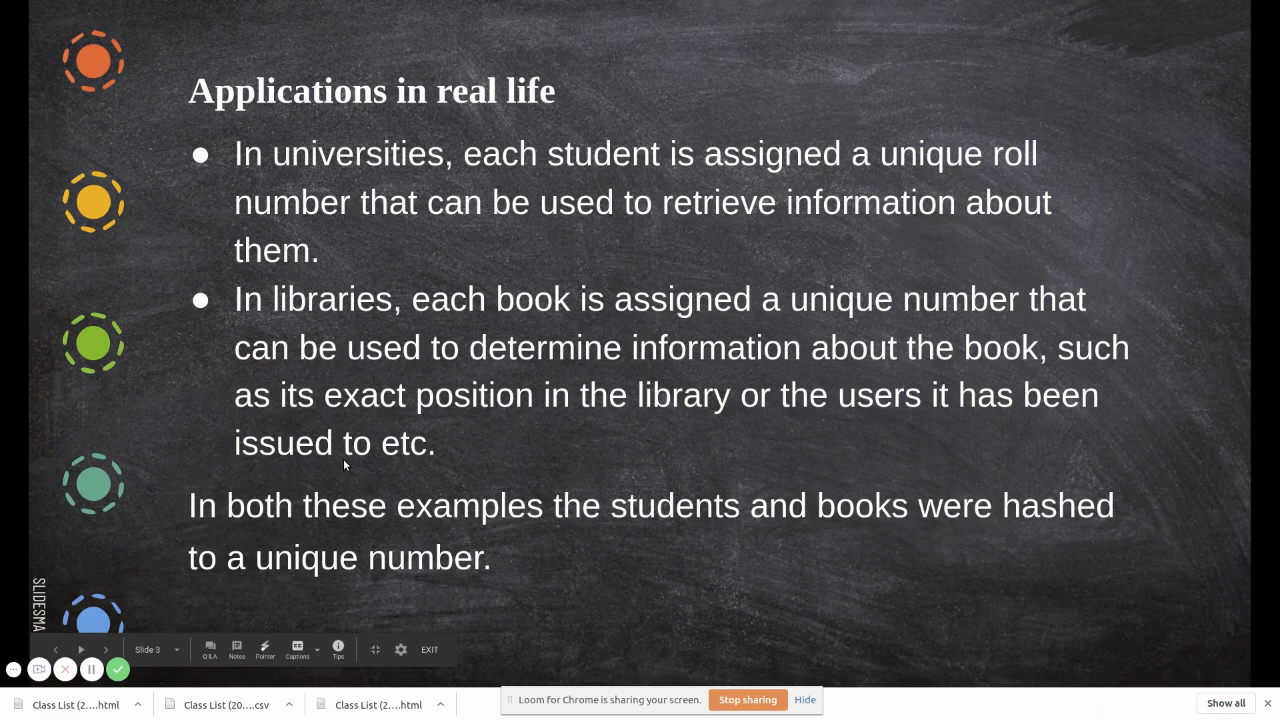 Applications in real life
● In universities, each student is assigned a unique roll
number that can be used to retrieve information about
them.
● In libraries, each book is assigned a unique number that
can be used to determine information about the book, such
as its exact position in the library or the users it has been
issued to etc.
In both these examples the students and books were hashed
to a unique number.
SLIDESMA
Slide 3
Q&A Notes Pointer Captions Tips EXIT
Class List (2....html
Class List (20....csv
Class List (2....html
Loom for Chrome is sharing your screen. Stop sharing Hide
Show all